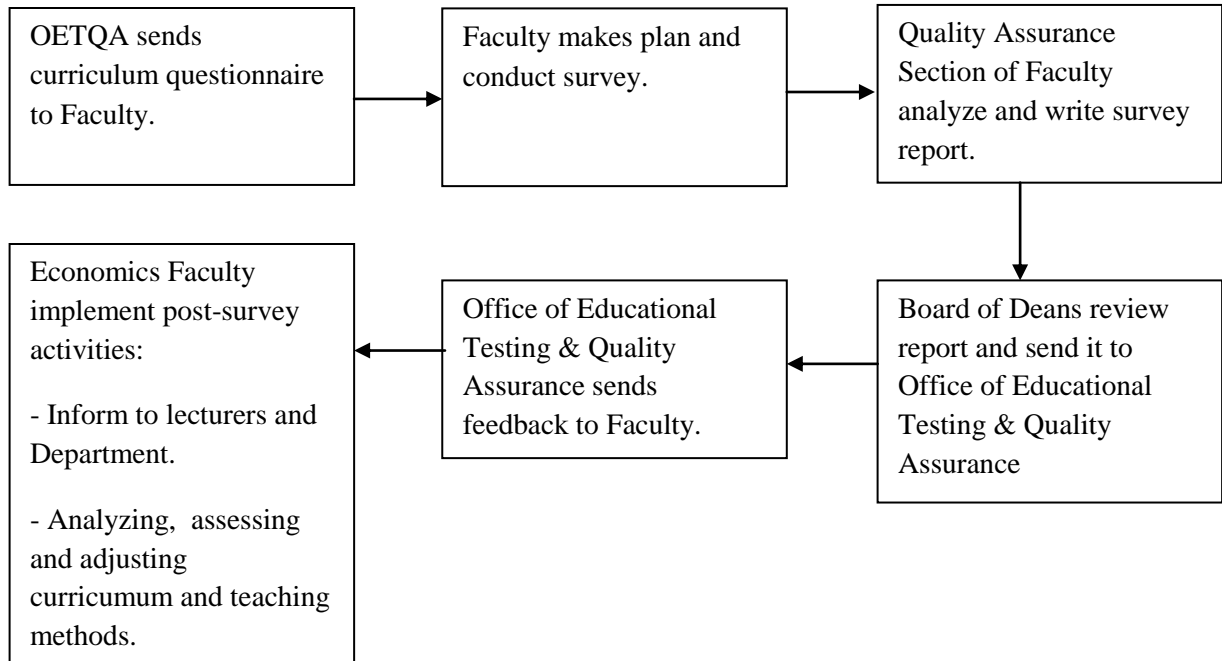 OETQA sends
curriculum questionnaire
to Faculty.
Faculty makes plan and
conduct survey.
Quality Assurance
Section of Faculty
analyze and write survey
report.
Board of Deans review
report and send it to
Office of Educational
Testing & Quality
Assurance
Office of Educational
Testing & Quality
Assurance sends
feedback to Faculty.
Economics Faculty
implement post-survey
activities:
- Inform to lecturers and
Department.
- Analyzing, assessing
and adjusting
curricumum and teaching
methods.